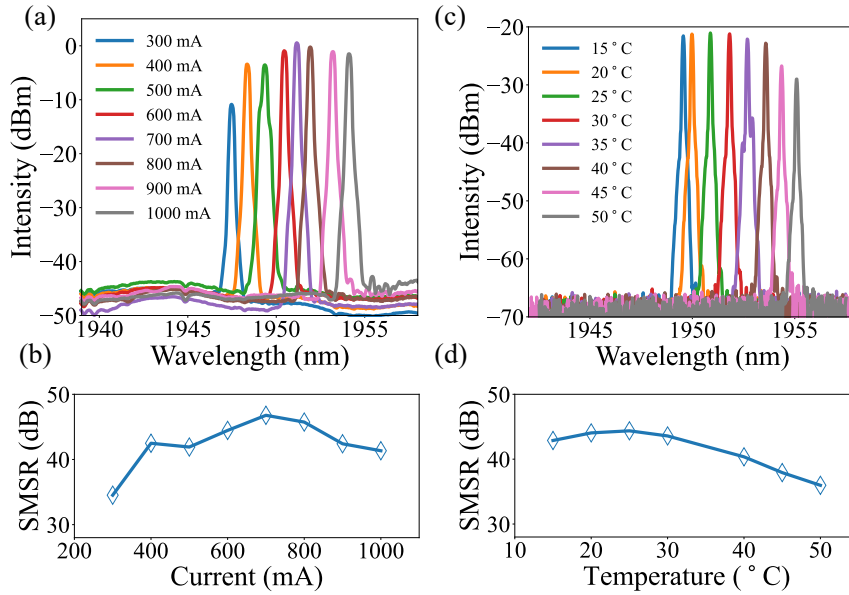 (a)
0
−10
−20
−30
−40
−50
Intensity (dBm)
300 mA
400 mA
500 mA
600 mA
700 mA
800 mA
900 mA
1000 mA
1940
1945
1950
1955
Wavelength (nm)
(c)
−20
−30
−40
−50
−60
−70
Intensity (dBm)
15°C
20°C
25°C
30°C
35°C
40°C
45°C
50°C
1945
1950
1955
Wavelength (nm)
(b)
50
40
30
SMSR (dB)
200
400
600
800
1000
Current (mA)
(d)
50
40
30
SMSR (dB)
10
20
30
40
50
Temperature (°C)